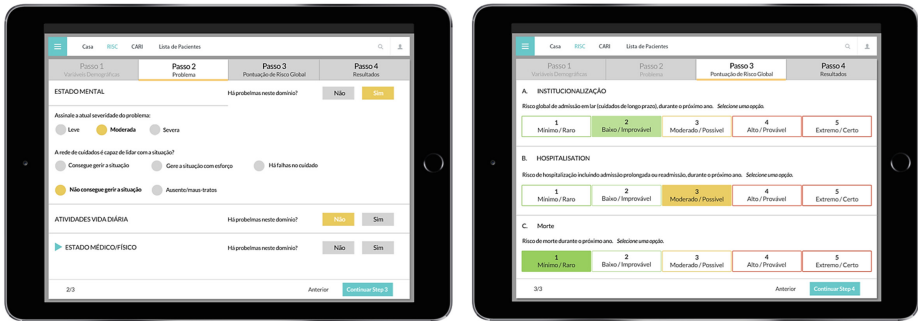 Casa RISC CARI Lista de Pacientes
Passo 1 Passo 2 Passo 3 Passo 4
Variáveis Demográficas Problema Pontuação de Risco Global Resultados
ESTADO MENTAL Há probelmas neste domínio? Não Sim
Assinale a atual severidade do problema:
Leve Moderada Severa
A rede de cuidados é capaz de lidar com a situação?
Consegue gerir a situação Gere a situação com esforço Há falhas no cuidado
Não consegue gerir a situação Ausente/maus-tratos
ATIVIDADES VIDA DIÁRIA Há probelmas neste domínio? Não Sim
ESTADO MÉDICO/FÍSICO Há probelmas neste domínio? Não Sim
2/3 Anterior Continuar Step 3
Casa RISC CARI Lista de Pacientes
Passo 1 Passo 2 Passo 3 Passo 4
Variáveis Demográficas Problema Pontuação de Risco Global Resultados
A. INSTITUCIONALIZAÇÃO
Risco global de admissão em lar (cuidados de longo prazo), durante o próximo ano. Selecione uma opção.
1 2 3 4 5
Mínimo / Raro Baixo / Improvável Moderado / Possível Alto / Provável Extremo / Certo
B. HOSPITALISATION
Risco de hospitalização incluindo admissão prolongada ou readmissão, durante o próximo ano. Selecione uma opção.
1 2 3 4 5
Mínimo / Raro Baixo / Improvável Moderado / Possível Alto / Provável Extremo / Certo
C. Morte
Risco de morte durante o próximo ano. Selecione uma opção.
1 2 3 4 5
Mínimo / Raro Baixo / Improvável Moderado / Possível Alto / Provável Extremo / Certo
3/3 Anterior Continuar Step 4